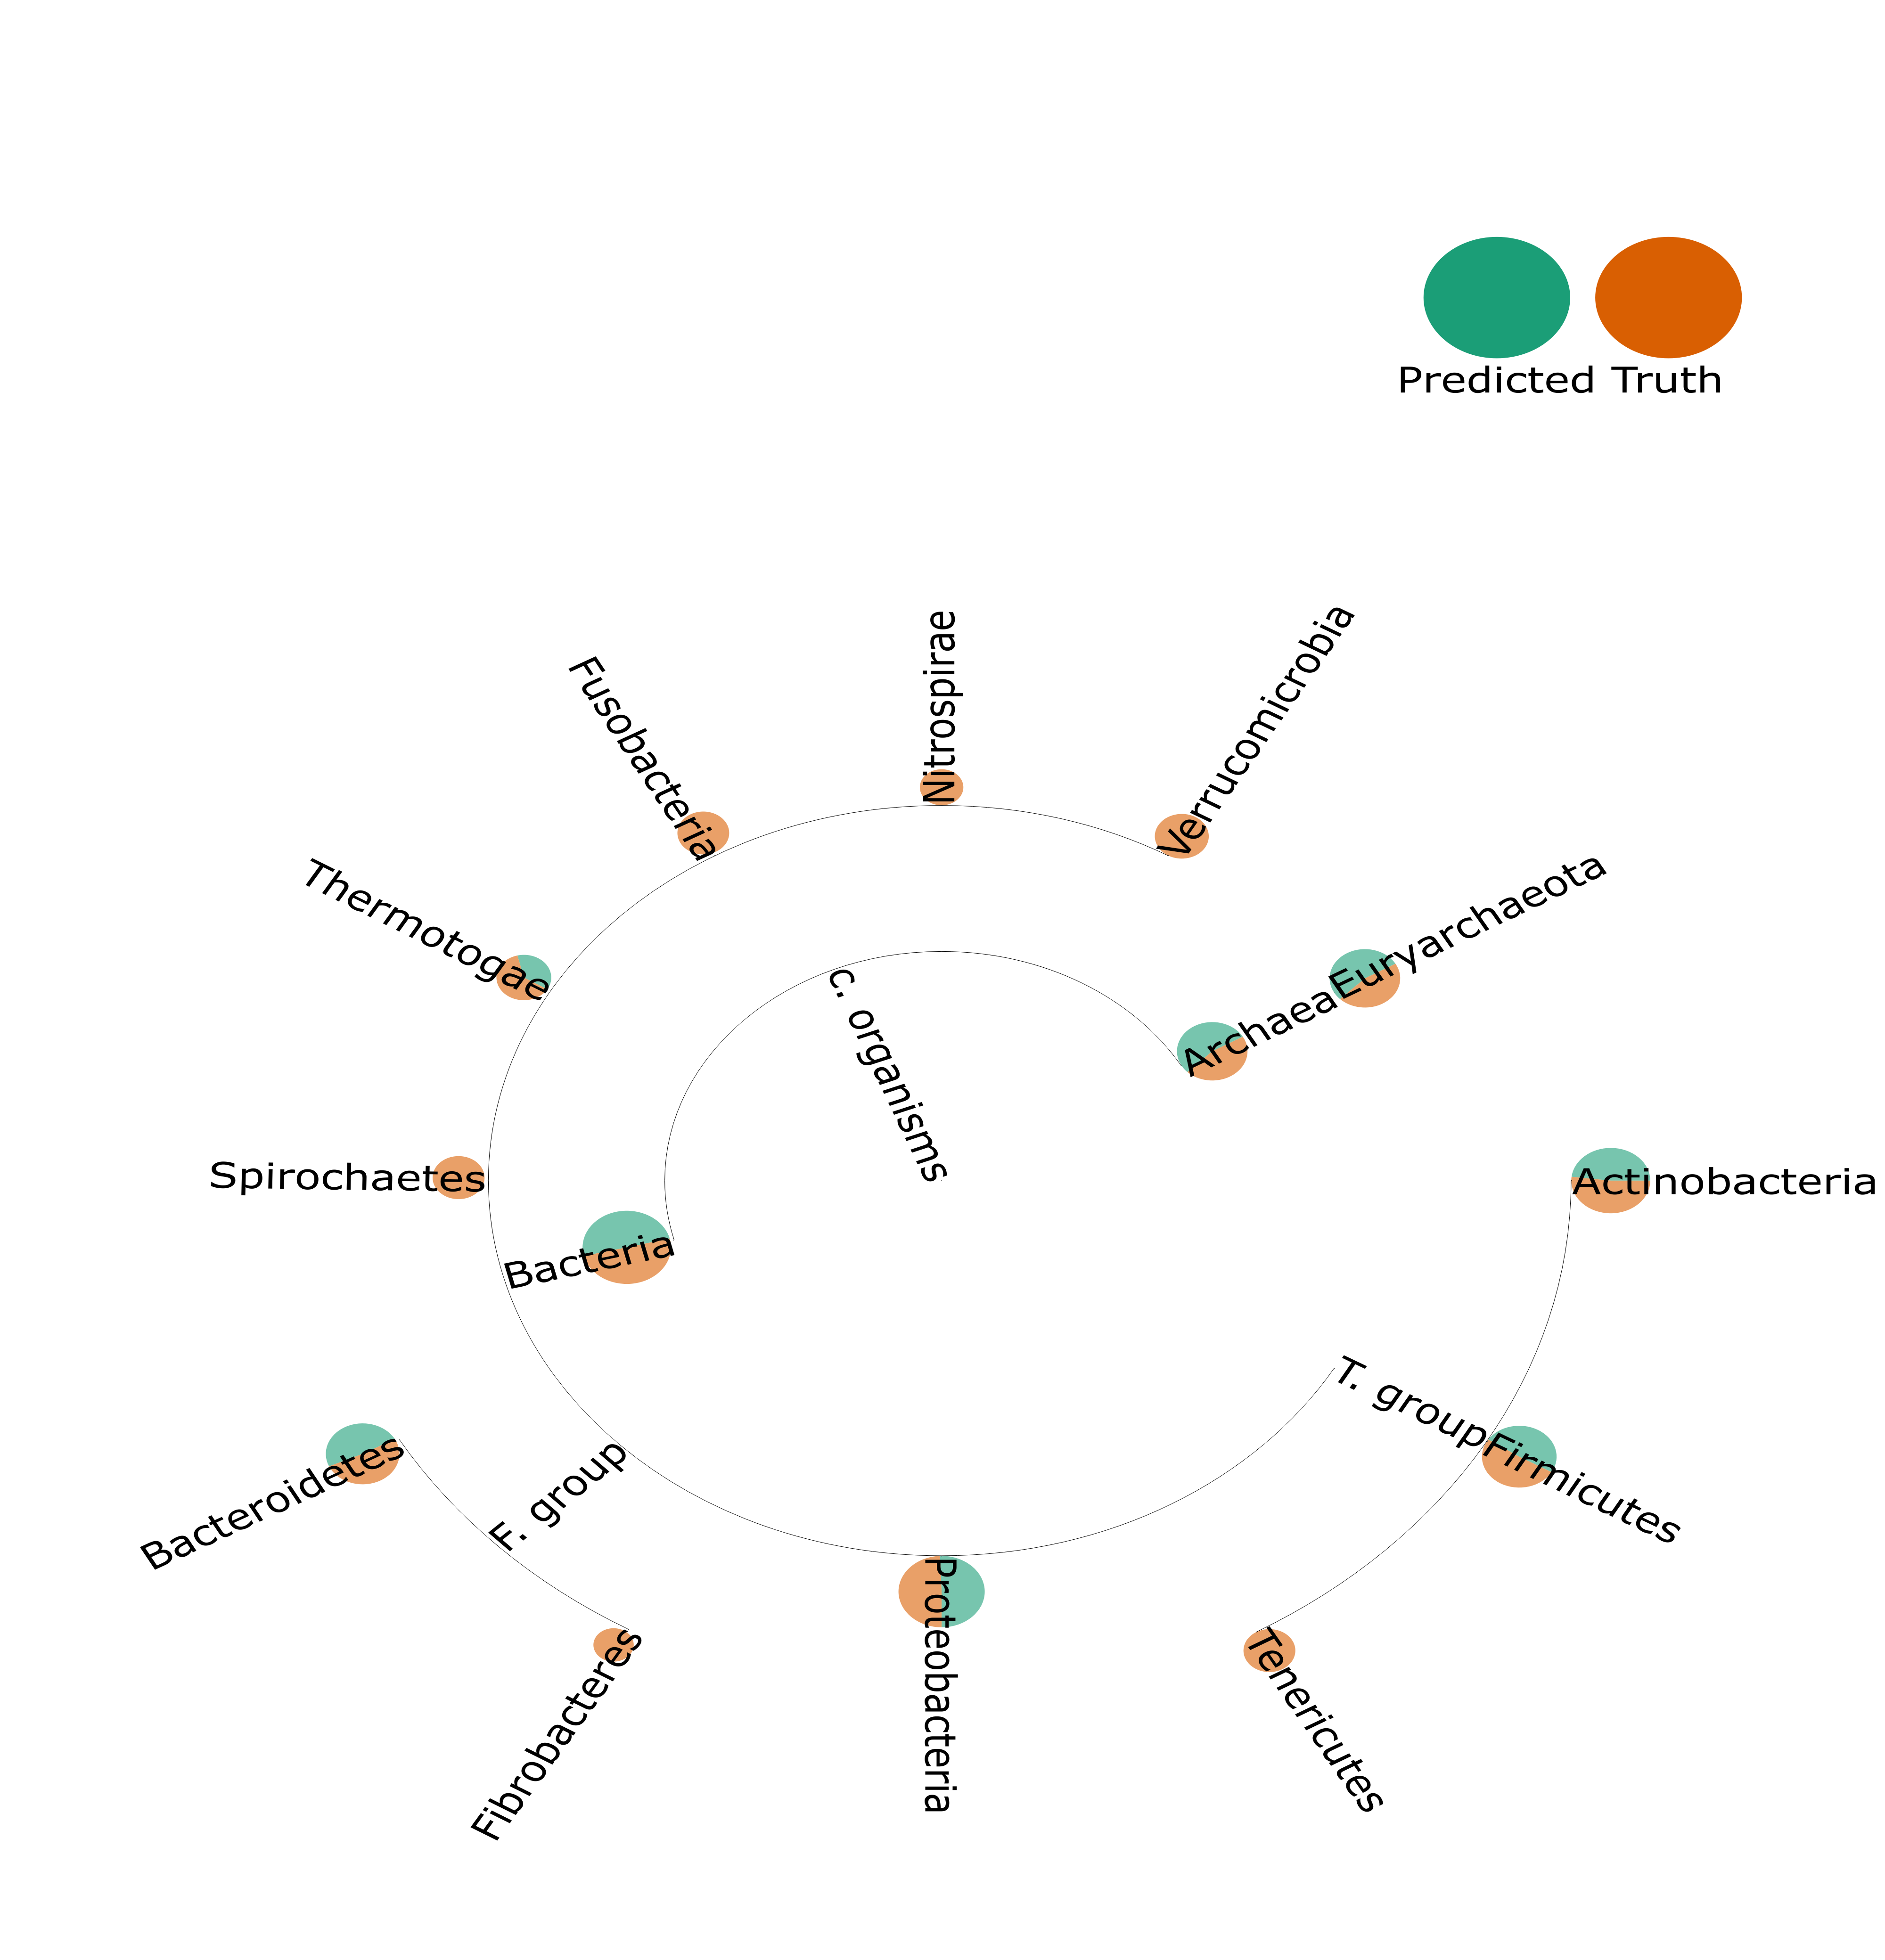 Predicted Truth
Nitrospirae
Verrucomicrobia
Fusobacteria
Thermotogae
Euryarchaeota
Archaea
c. organisms
Spirochaetes
Actinobacteria
Bacteria
T. group
Firmicutes
Bacteroidetes
F. group
Proteobacteria
Fibrobacteres
Tenericutes